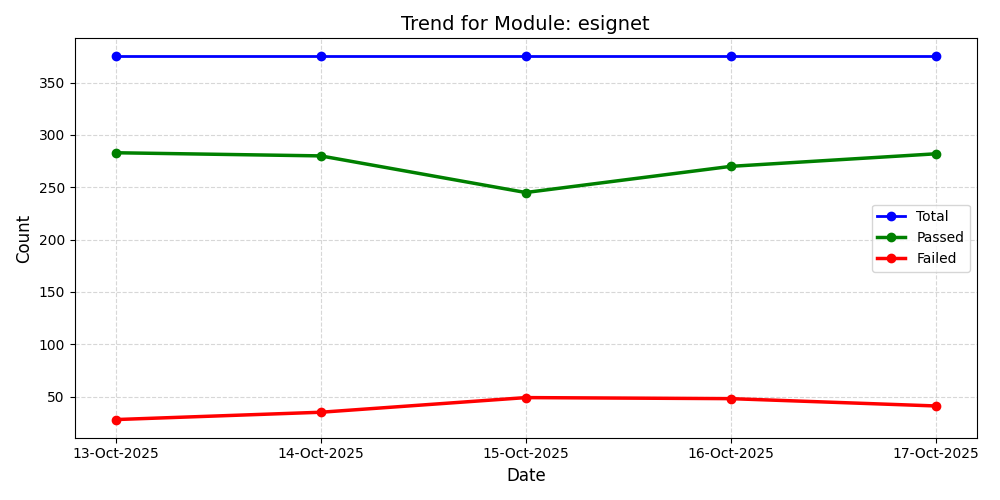 Trend for Module: esignet
Count
350
300
250
200
150
100
50
Total
Passed
Failed
13-Oct-2025 14-Oct-2025 15-Oct-2025 16-Oct-2025 17-Oct-2025
Date